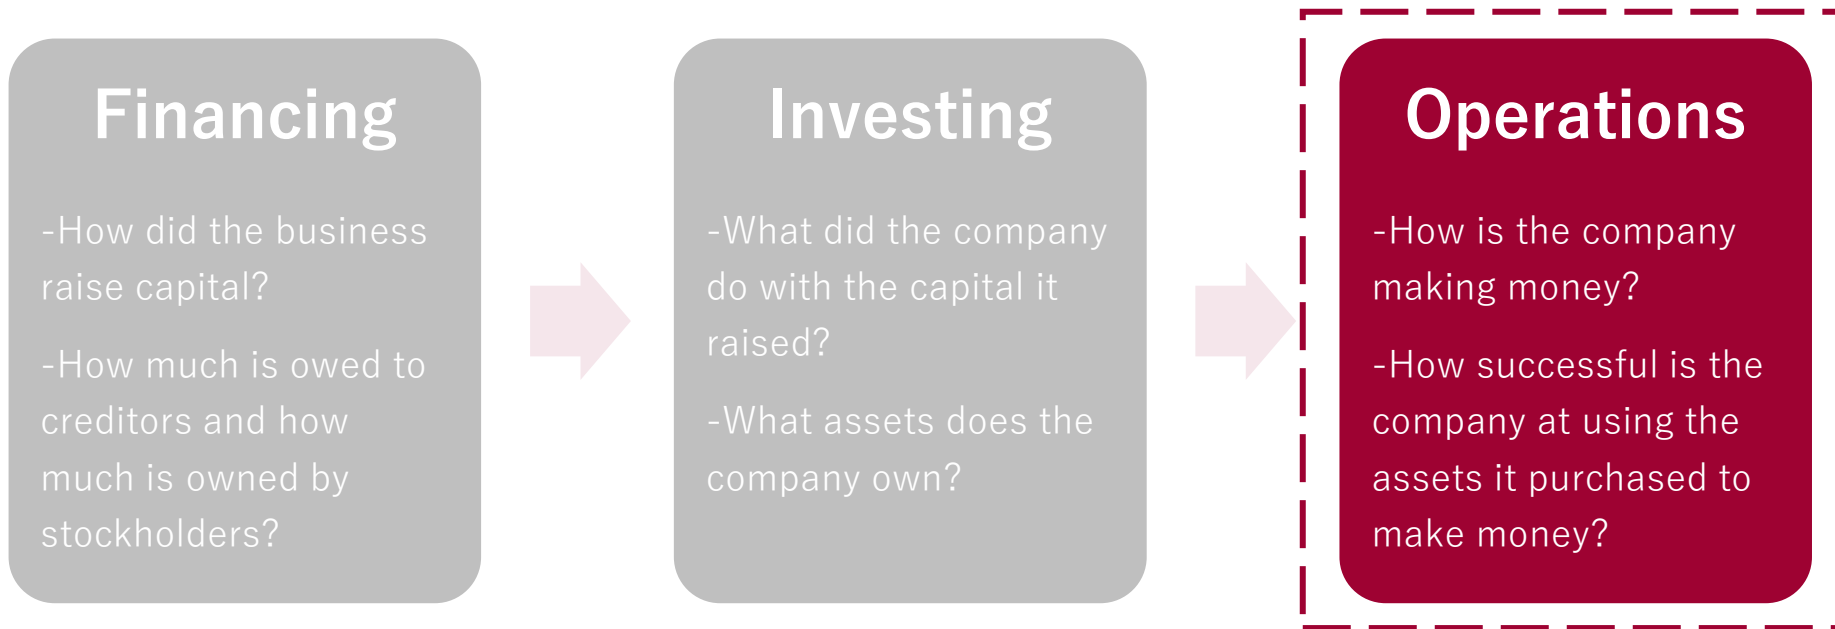 Financing
-How did the business
raise capital?
-How much is owed to
creditors and how
much is owned by
stockholders?
Investing
-What did the company
do with the capital it
raised?
-What assets does the
company own?
Operations
-How is the company
making money?
-How successful is the
company at using the
assets it purchased to
make money?